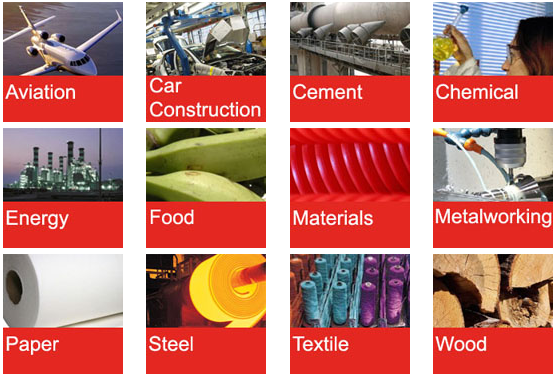 Aviation
Car
Construction
Cement
Chemical
Energy
Food
Materials
Metalworking
Paper
Steel
Textile
Wood